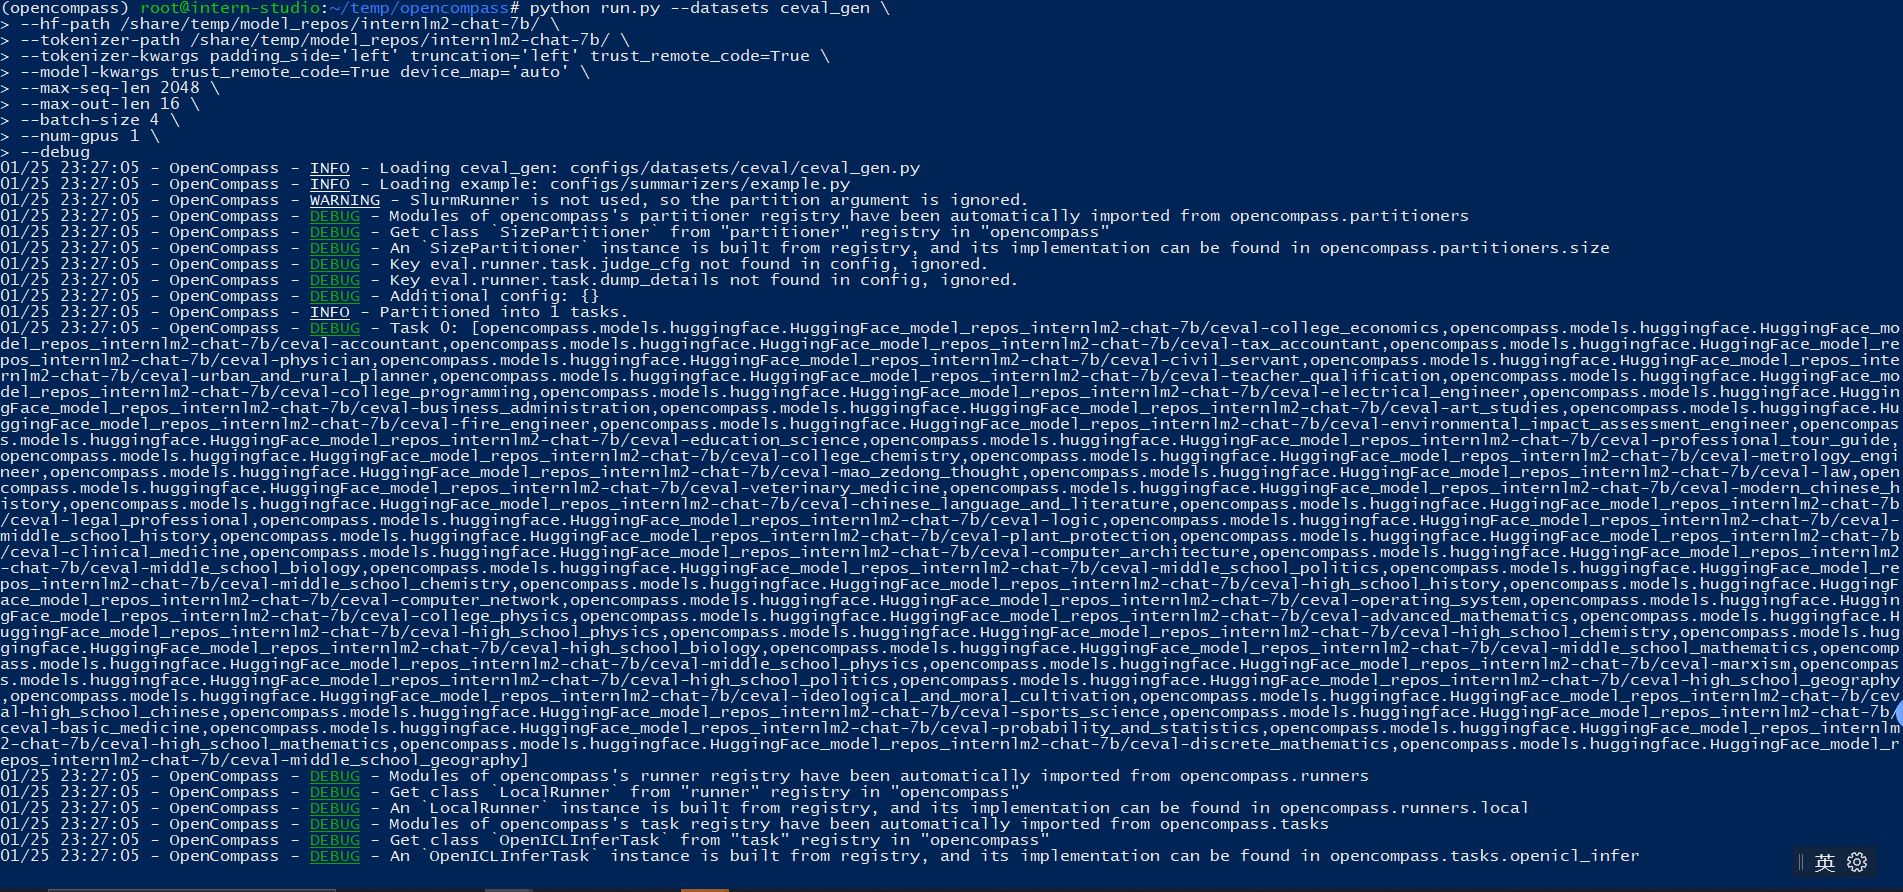 (opencompass) root@intern-studio:~/temp/opencompass# python run.py --datasets ceval_gen \
> --hf-path /share/temp/model_repos/internlm2-chat-7b/ \
> --tokenizer-path /share/temp/model_repos/internlm2-chat-7b/ \
> --tokenizer-kwargs padding_side='left' truncation='left' trust_remote_code=True \
> --model-kwargs trust_remote_code=True device_map='auto' \
> --max-seq-len 2048 \
> --max-out-len 16 \
> --batch-size 4 \
> --num-gpus 1 \
> --debug
01/25 23:27:05 - OpenCompass - INFO - Loading ceval_gen: configs/datasets/ceval/ceval_gen.py
01/25 23:27:05 - OpenCompass - INFO - Loading example: configs/summarizers/example.py
01/25 23:27:05 - OpenCompass - WARNING - SlurmRunner is not used, so the partition argument is ignored.
01/25 23:27:05 - OpenCompass - DEBUG - Modules of opencompass's partitioner registry have been automatically imported from opencompass.partitioners
01/25 23:27:05 - OpenCompass - DEBUG - Get class `SizePartitioner` from "partitioner" registry in "opencompass"
01/25 23:27:05 - OpenCompass - DEBUG - An `SizePartitioner` instance is built from registry, and its implementation can be found in opencompass.partitioners.size
01/25 23:27:05 - OpenCompass - DEBUG - Key eval.runner.task.judge_cfg not found in config, ignored.
01/25 23:27:05 - OpenCompass - DEBUG - Key eval.runner.task.dump_details not found in config, ignored.
01/25 23:27:05 - OpenCompass - DEBUG - Additional config: {}
01/25 23:27:05 - OpenCompass - INFO - Partitioned into 1 tasks.
01/25 23:27:05 - OpenCompass - DEBUG - Task 0: [opencompass.models.huggingface.HuggingFace_model_repos_internlm2-chat-7b/ceval-college_economics,opencompass.models.huggingface.HuggingFace_mo
del_repos_internlm2-chat-7b/ceval-accountant,opencompass.models.huggingface.HuggingFace_model_repos_internlm2-chat-7b/ceval-tax_accountant,opencompass.models.huggingface.HuggingFace_model_re
pos_internlm2-chat-7b/ceval-physician,opencompass.models.huggingface.HuggingFace_model_repos_internlm2-chat-7b/ceval-civil_servant,opencompass.models.huggingface.HuggingFace_model_repos_inte
rnlm2-chat-7b/ceval-urban_and_rural_planner,opencompass.models.huggingface.HuggingFace_model_repos_internlm2-chat-7b/ceval-teacher_qualification,opencompass.models.huggingface.HuggingFace_mo
del_repos_internlm2-chat-7b/ceval-college_programming,opencompass.models.huggingface.HuggingFace_model_repos_internlm2-chat-7b/ceval-electrical_engineer,opencompass.models.huggingface.Huggin
gFace_model_repos_internlm2-chat-7b/ceval-business_administration,opencompass.models.huggingface.HuggingFace_model_repos_internlm2-chat-7b/ceval-art_studies,opencompass.models.huggingface.Hu
ggingFace_model_repos_internlm2-chat-7b/ceval-fire_engineer,opencompass.models.huggingface.HuggingFace_model_repos_internlm2-chat-7b/ceval-environmental_impact_assessment_engineer,opencompas
s.models.huggingface.HuggingFace_model_repos_internlm2-chat-7b/ceval-education_science,opencompass.models.huggingface.HuggingFace_model_repos_internlm2-chat-7b/ceval-professional_tour_guide,
opencompass.models.huggingface.HuggingFace_model_repos_internlm2-chat-7b/ceval-college_chemistry,opencompass.models.huggingface.HuggingFace_model_repos_internlm2-chat-7b/ceval-metrology_engi
neer,opencompass.models.huggingface.HuggingFace_model_repos_internlm2-chat-7b/ceval-mao_zedong_thought,opencompass.models.huggingface.HuggingFace_model_repos_internlm2-chat-7b/ceval-law,open
compass.models.huggingface.HuggingFace_model_repos_internlm2-chat-7b/ceval-veterinary_medicine,opencompass.models.huggingface.HuggingFace_model_repos_internlm2-chat-7b/ceval-modern_chinese_h
istory,opencompass.models.huggingface.HuggingFace_model_repos_internlm2-chat-7b/ceval-chinese_language_and_literature,opencompass.models.huggingface.HuggingFace_model_repos_internlm2-chat-7b
/ceval-legal_professional,opencompass.models.huggingface.HuggingFace_model_repos_internlm2-chat-7b/ceval-logic,opencompass.models.huggingface.HuggingFace_model_repos_internlm2-chat-7b/ceval-
middle_school_history,opencompass.models.huggingface.HuggingFace_model_repos_internlm2-chat-7b/ceval-plant_protection,opencompass.models.huggingface.HuggingFace_model_repos_internlm2-chat-7b
/ceval-clinical_medicine,opencompass.models.huggingface.HuggingFace_model_repos_internlm2-chat-7b/ceval-computer_architecture,opencompass.models.huggingface.HuggingFace_model_repos_internlm2
-chat-7b/ceval-middle_school_biology,opencompass.models.huggingface.HuggingFace_model_repos_internlm2-chat-7b/ceval-middle_school_politics,opencompass.models.huggingface.HuggingFace_model_re
pos_internlm2-chat-7b/ceval-middle_school_chemistry,opencompass.models.huggingface.HuggingFace_model_repos_internlm2-chat-7b/ceval-high_school_history,opencompass.models.huggingface.HuggingF
ace_model_repos_internlm2-chat-7b/ceval-computer_network,opencompass.models.huggingface.HuggingFace_model_repos_internlm2-chat-7b/ceval-operating_system,opencompass.models.huggingface.Huggin
gFace_model_repos_internlm2-chat-7b/ceval-college_physics,opencompass.models.huggingface.HuggingFace_model_repos_internlm2-chat-7b/ceval-advanced_mathematics,opencompass.models.huggingface.H
uggingFace_model_repos_internlm2-chat-7b/ceval-high_school_physics,opencompass.models.huggingface.HuggingFace_model_repos_internlm2-chat-7b/ceval-high_school_chemistry,opencompass.models.hug
gingface.HuggingFace_model_repos_internlm2-chat-7b/ceval-high_school_biology,opencompass.models.huggingface.HuggingFace_model_repos_internlm2-chat-7b/ceval-middle_school_mathematics,opencomp
ass.models.huggingface.HuggingFace_model_repos_internlm2-chat-7b/ceval-middle_school_physics,opencompass.models.huggingface.HuggingFace_model_repos_internlm2-chat-7b/ceval-marxism,opencompas
s.models.huggingface.HuggingFace_model_repos_internlm2-chat-7b/ceval-high_school_politics,opencompass.models.huggingface.HuggingFace_model_repos_internlm2-chat-7b/ceval-high_school_geography
,opencompass.models.huggingface.HuggingFace_model_repos_internlm2-chat-7b/ceval-ideological_and_moral_cultivation,opencompass.models.huggingface.HuggingFace_model_repos_internlm2-chat-7b/cev
al-high_school_chinese,opencompass.models.huggingface.HuggingFace_model_repos_internlm2-chat-7b/ceval-sports_science,opencompass.models.huggingface.HuggingFace_model_repos_internlm2-chat-7b/
ceval-basic_medicine,opencompass.models.huggingface.HuggingFace_model_repos_internlm2-chat-7b/ceval-probability_and_statistics,opencompass.models.huggingface.HuggingFace_model_repos_internlm
2-chat-7b/ceval-high_school_mathematics,opencompass.models.huggingface.HuggingFace_model_repos_internlm2-chat-7b/ceval-discrete_mathematics,opencompass.models.huggingface.HuggingFace_model_r
epos_internlm2-chat-7b/ceval-middle_school_geography]
01/25 23:27:05 - OpenCompass - DEBUG - Modules of opencompass's runner registry have been automatically imported from opencompass.runners
01/25 23:27:05 - OpenCompass - DEBUG - Get class `LocalRunner` from "runner" registry in "opencompass"
01/25 23:27:05 - OpenCompass - DEBUG - An `LocalRunner` instance is built from registry, and its implementation can be found in opencompass.runners.local
01/25 23:27:05 - OpenCompass - DEBUG - Modules of opencompass's task registry have been automatically imported from opencompass.tasks
01/25 23:27:05 - OpenCompass - DEBUG - Get class `OpenICLInferTask` from "task" registry in "opencompass"
01/25 23:27:05 - OpenCompass - DEBUG - An `OpenICLInferTask` instance is built from registry, and its implementation can be found in opencompass.tasks.openicl_infer
英